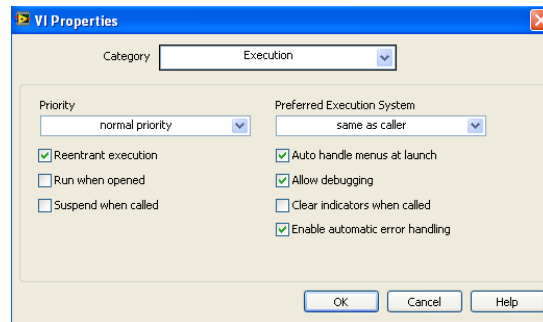 VI Properties
Category Execution
Priority
normal priority
Reentrant execution
Run when opened
Suspend when called
Preferred Execution System
same as caller
Auto handle menus at launch
Allow debugging
Clear indicators when called
Enable automatic error handling
OK Cancel Help